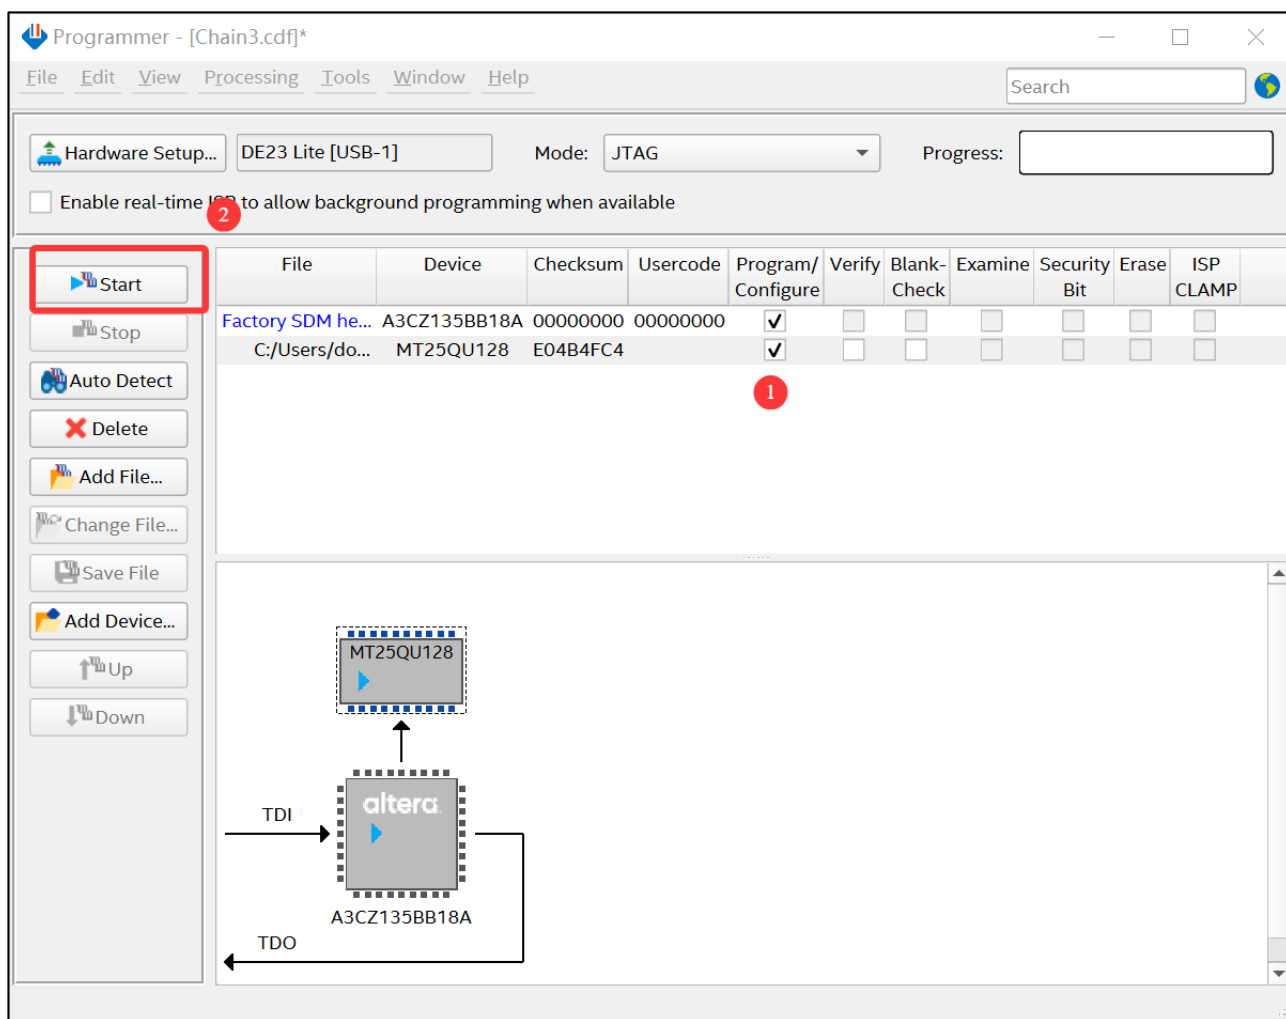 Programmer - [Chain3.cdf]*
File Edit View Processing Tools Window Help
Search
Hardware Setup... DE23 Lite [USB-1] Mode: JTAG Progress:
Enable real-time ISP to allow background programming when available
2
Start
Stop
Auto Detect
Delete
Add File...
Change File...
Save File
Add Device...
Up
Down
File Device Checksum Usercode Program/ Configure Verify Blank- Check Examine Security Bit Erase ISP CLAMP
Factory SDM he... A3CZ135BB18A 00000000 00000000
C:/Users/do... MT25QU128 E04B4FC4
1
MT25QU128
altera
TDI
A3CZ135BB18A
TDO